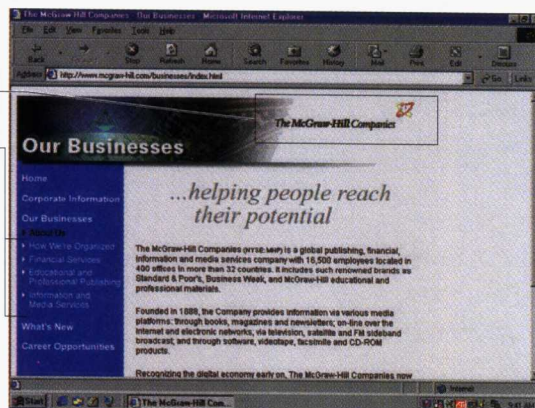 The McGraw-Hill Companies - Our Businesses - Microsoft Internet Explorer
File Edit View Favorites Tools Help
Back Stop Refresh Home Search Favorites History Mail Print Edit Discuss
Address http://www.mcgraw-hill.com/businesses/index.html Go Links
The McGraw-Hill Companies
Our Businesses
Home
Corporate Information
Our Businesses
About Us
How We're Organized
Financial Services
Educational and
Professional Publishing
Information and
Media Services
What's New
Career Opportunities
...helping people reach
their potential
The McGraw-Hill Companies (NYSE:MHP) is a global publishing, financial,
information and media services company with 16,500 employees located in
400 offices in more than 32 countries. It includes such renowned brands as
Standard & Poor's, Business Week, and McGraw-Hill educational and
professional materials.
Founded in 1888, the Company provides information via various media
platforms: through books, magazines and newsletters; on-line over the
Internet and electronic networks; via television, satellite and FM sideband
broadcast; and through software, videotape, facsimile and CD-ROM
products.
Recognizing the digital economy early on, The McGraw-Hill Companies now
Internet
Start The McGraw-Hill Com... 9:41 AM